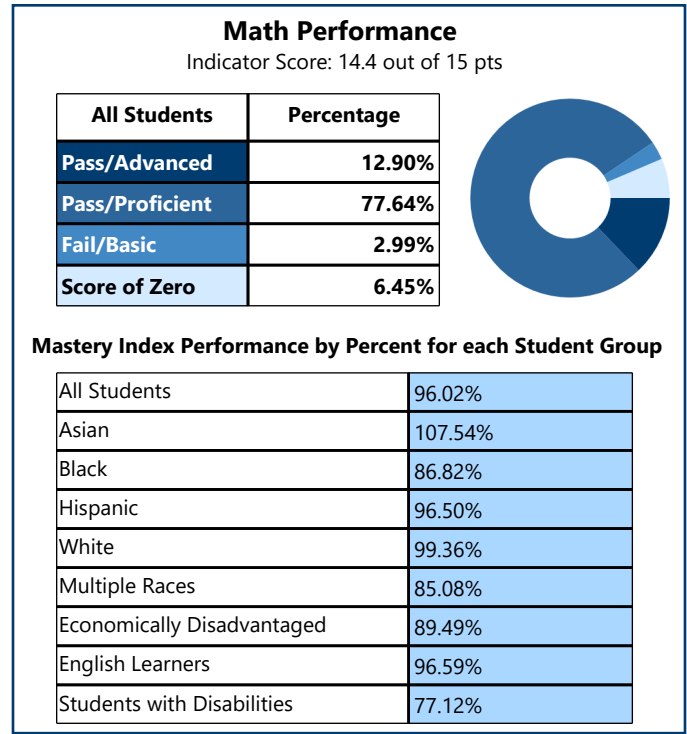 Math Performance
Indicator Score: 14.4 out of 15 pts
All Students Percentage
Pass/Advanced 12.90%
Pass/Proficient 77.64%
Fail/Basic 2.99%
Score of Zero 6.45%
Mastery Index Performance by Percent for each Student Group
All Students 96.02%
Asian 107.54%
Black 86.82%
Hispanic 96.50%
White 99.36%
Multiple Races 85.08%
Economically Disadvantaged 89.49%
English Learners 96.59%
Students with Disabilities 77.12%